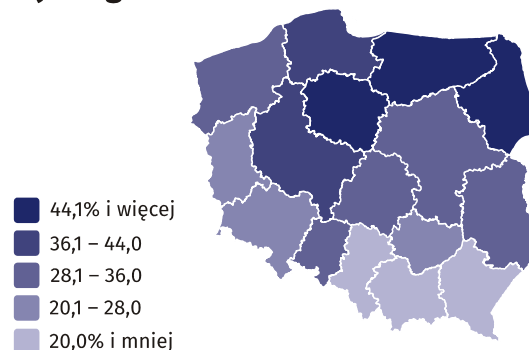 44,1% i więcej
36,1 – 44,0
28,1 – 36,0
20,1 – 28,0
20,0% i mniej